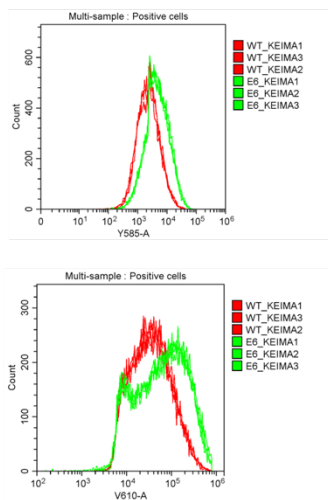 Multi-sample : Positive cells
600
400
200
0
Count
0 10¹ 10² 10³ 10⁴ 10⁵ 10⁶
Y585-A
WT_KEIMA1
WT_KEIMA3
WT_KEIMA2
E6_KEIMA1
E6_KEIMA2
E6_KEIMA3
Multi-sample : Positive cells
300
200
100
0
Count
10² 10³ 10⁴ 10⁵ 10⁶
V610-A
WT_KEIMA1
WT_KEIMA3
WT_KEIMA2
E6_KEIMA1
E6_KEIMA2
E6_KEIMA3